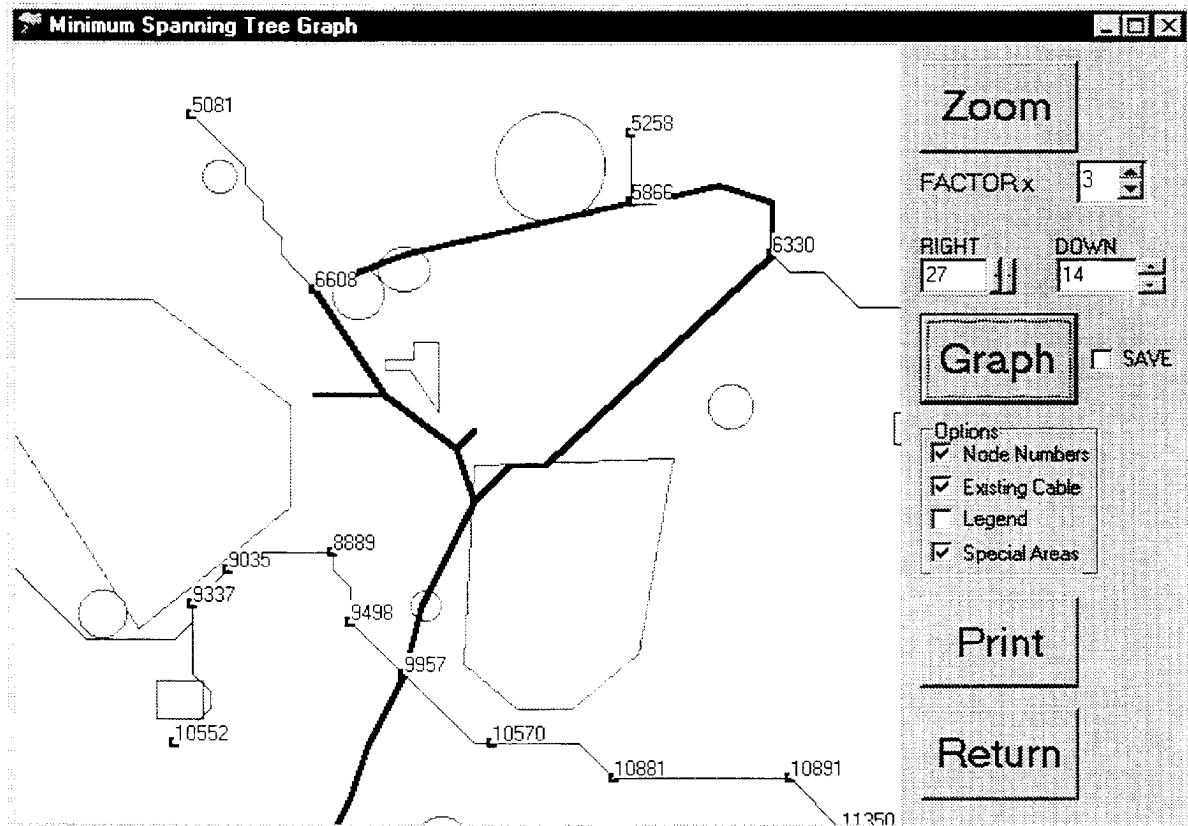 Minimum Spanning Tree Graph
5081
5258
5866
6330
6608
8889
9035
9337
9498
9957
10552
10570
10881
10891
11350
Zoom
FACTOR x 3
RIGHT DOWN
27 14
Graph SAVE
Options
Node Numbers
Existing Cable
Legend
Special Areas
Print
Return